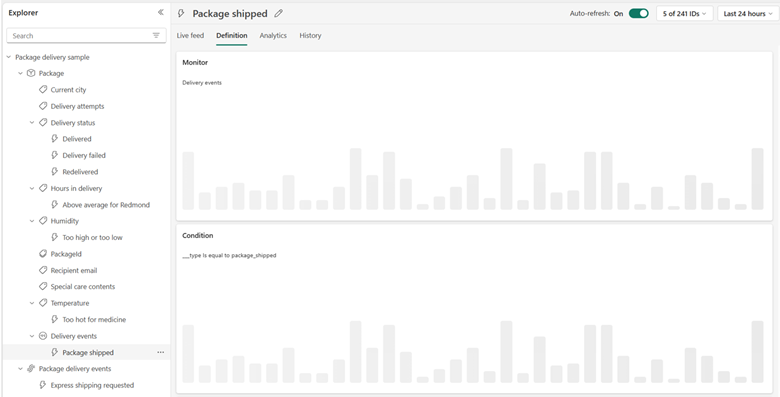 Explorer
Search
Package delivery sample
Package
Current city
Delivery attempts
Delivery status
Delivered
Delivery failed
Redelivered
Hours in delivery
Above average for Redmond
Humidity
Too high or too low
PackageId
Recipient email
Special care contents
Temperature
Too hot for medicine
Delivery events
Package shipped
Package delivery events
Express shipping requested
Package shipped
Auto-refresh: On
5 of 241 IDs
Last 24 hours
Live feed Definition Analytics History
Monitor
Delivery events
Condition
__type Is equal to package_shipped